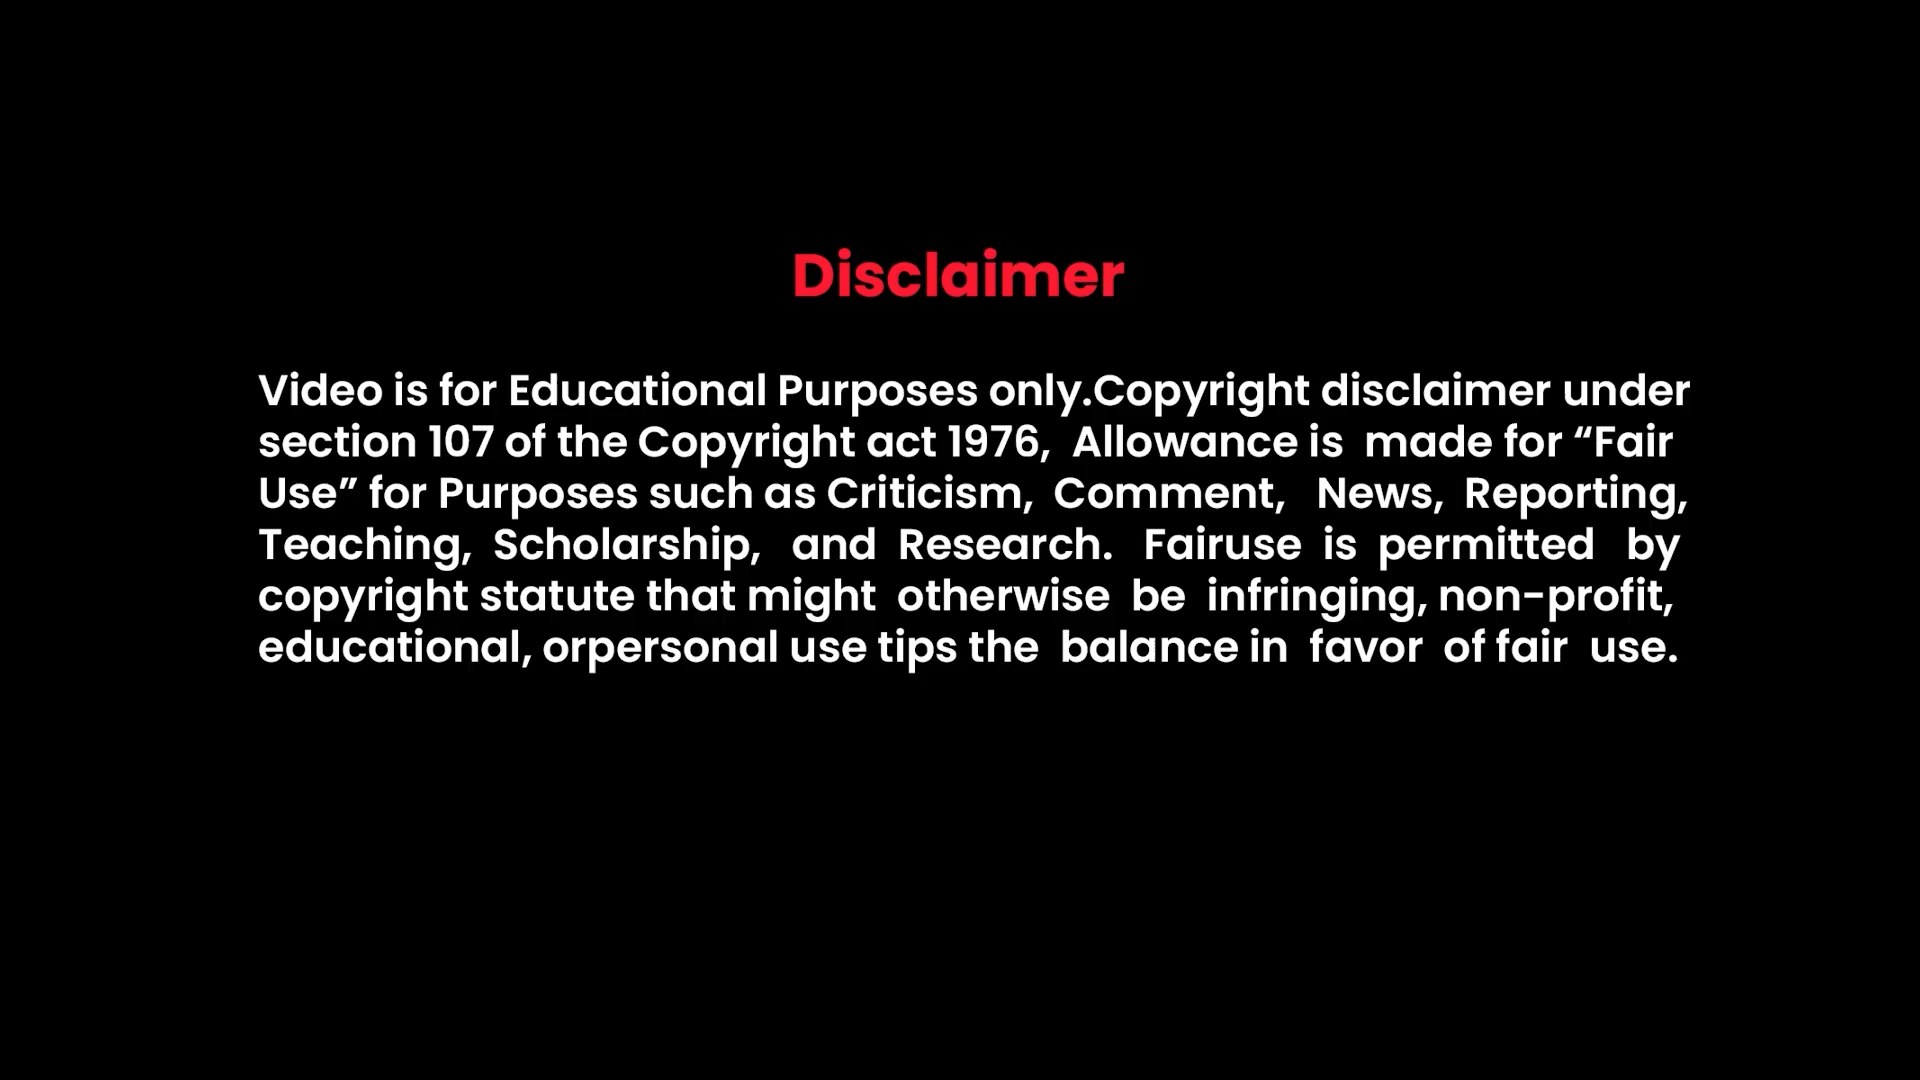 Disclaimer
Video is for Educational Purposes only.Copyright disclaimer under
section 107 of the Copyright act 1976, Allowance is made for “Fair
Use” for Purposes such as Criticism, Comment, News, Reporting,
Teaching, Scholarship, and Research. Fairuse is permitted by
copyright statute that might otherwise be infringing, non-profit,
educational, orpersonal use tips the balance in favor of fair use.